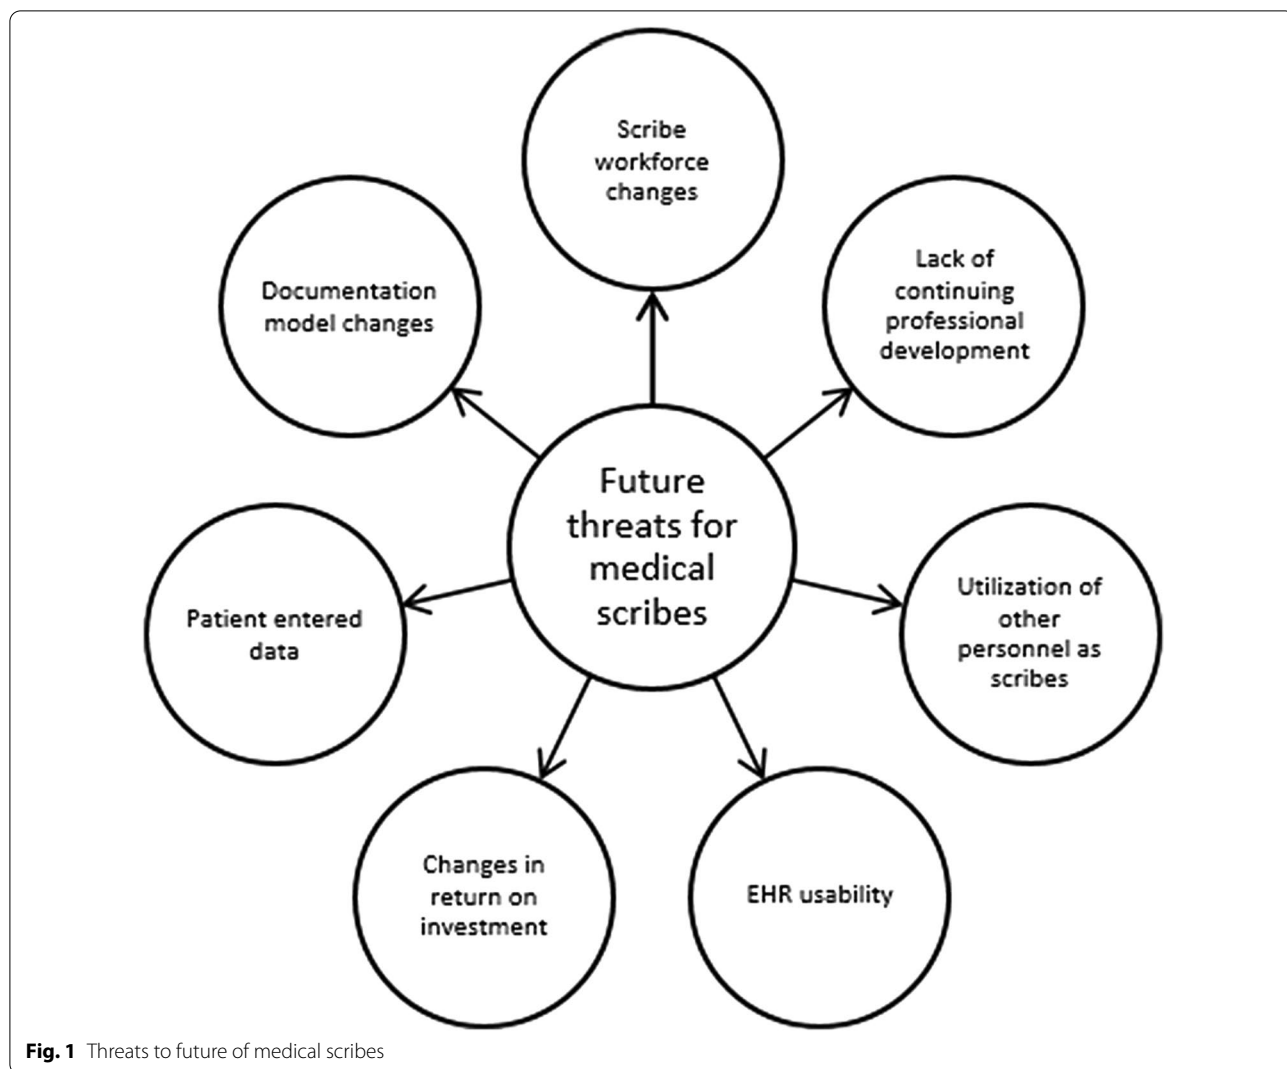 Scribe
workforce
changes
Lack of
continuing
professional
development
Documentation
model changes
Future
threats for
medical
scribes
Utilization of
other
personnel as
scribes
Patient entered
data
Changes in
return on
investment
EHR usability
Fig. 1 Threats to future of medical scribes